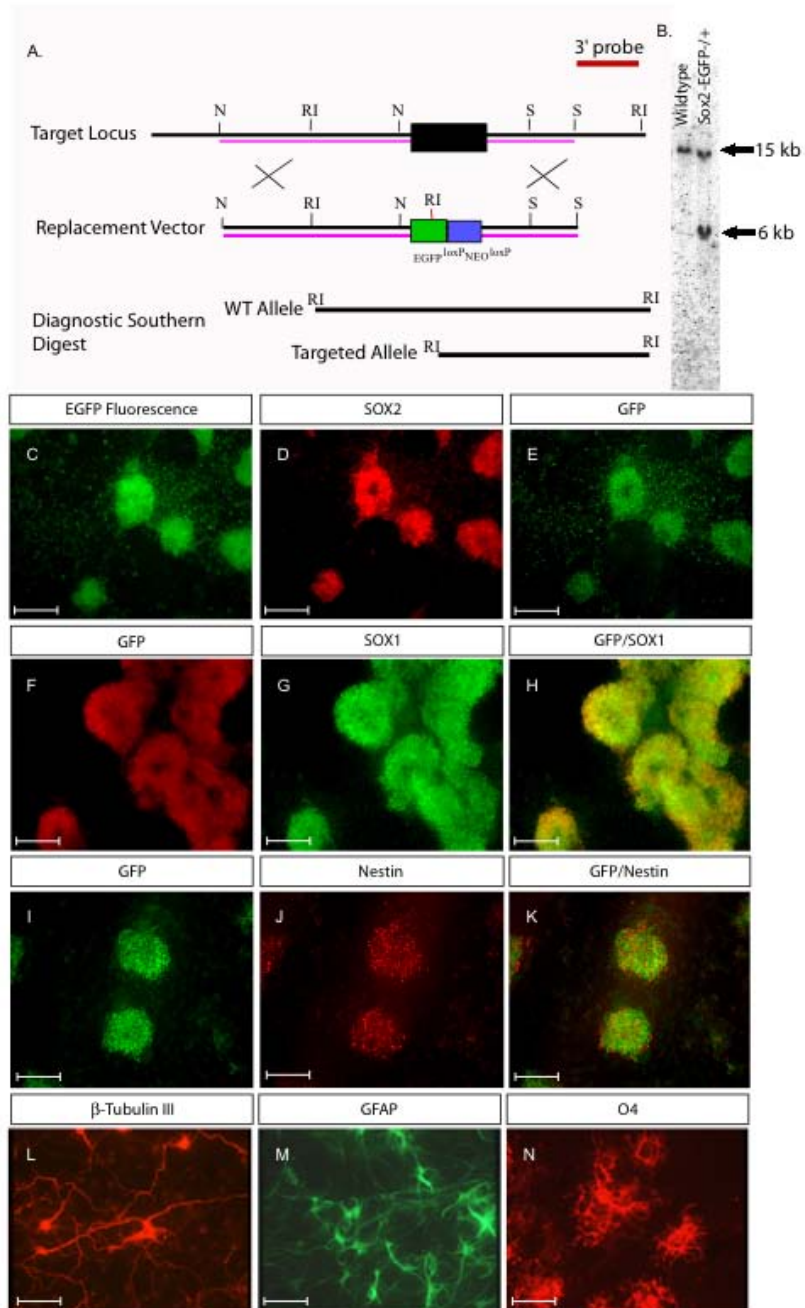 A.
3' probe
B.
Wildtype
Sox2-EGFP-/+
N RI N S S RI
Target Locus
15 kb
N RI N RI S S
Replacement Vector
6 kb
EGFP loxP NEO loxP
WT Allele RI RI
Diagnostic Southern
Digest
Targeted Allele RI RI
EGFP Fluorescence SOX2 GFP
C D E
GFP SOX1 GFP/SOX1
F G H
GFP Nestin GFP/Nestin
I J K
β-Tubulin III GFAP O4
L M N